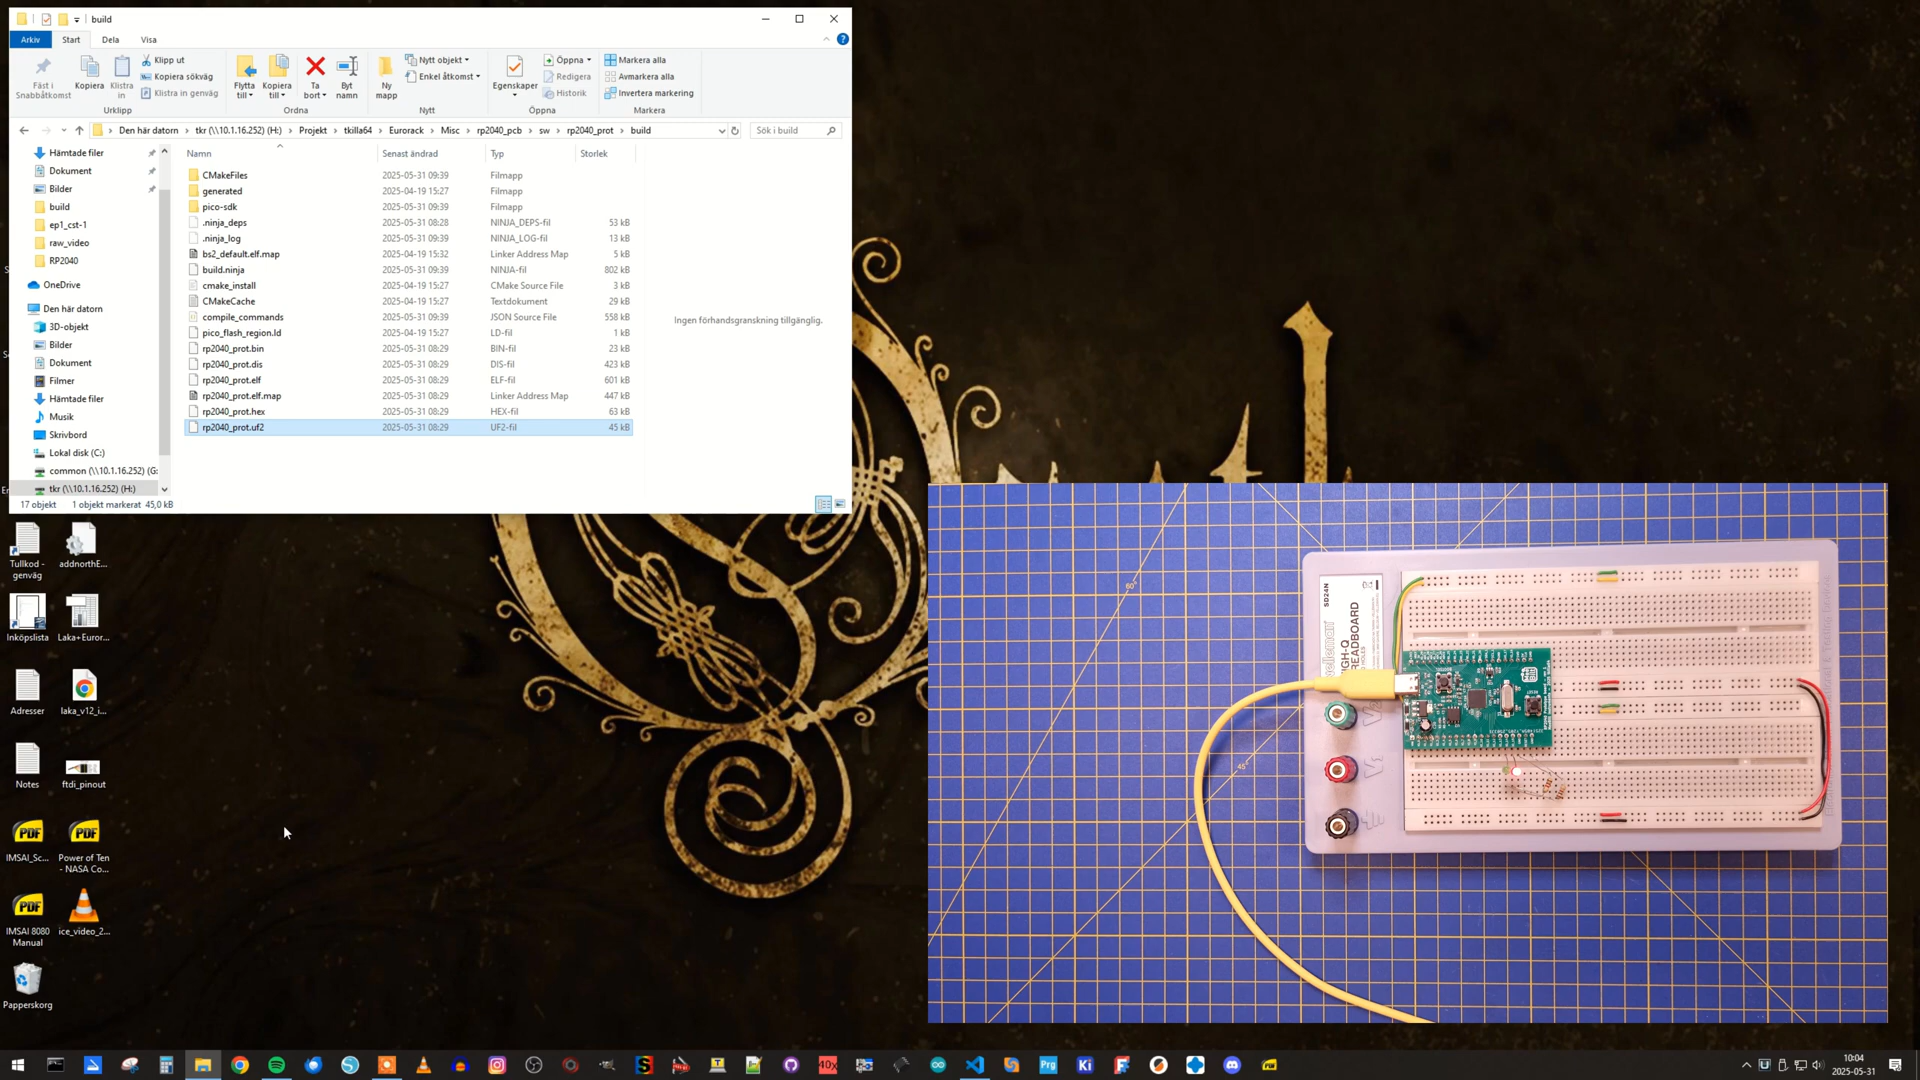 build
Arkiv
Start
Dela
Visa
Fäst i
Snabbåtkomst
Kopiera
Klistra
in
Klipp ut
Kopiera sökväg
Klistra in genväg
Urklipp
Flytta
till
Kopiera
till
Ta
bort
Byt
namn
Ordna
Ny
mapp
Nytt objekt
Enkel åtkomst
Nytt
Egenskaper
Öppna
Redigera
Historik
Öppna
Markera alla
Avmarkera alla
Invertera markering
Markera
Den här datorn
tkr (\\10.1.16.252) (H:)
Projekt
tkilla64
Eurorack
Misc
rp2040_pcb
sw
rp2040_prot
build
Sök i build
Hämtade filer
Dokument
Bilder
build
ep1_cst-1
raw_video
RP2040
OneDrive
Den här datorn
3D-objekt
Bilder
Dokument
Filmer
Hämtade filer
Musik
Skrivbord
Lokal disk (C:)
common (\\10.1.16.252) (G:
tkr (\\10.1.16.252) (H:)
Namn Senast ändrad Typ Storlek
CMakeFiles 2025-05-31 09:39 Filmapp
generated 2025-04-19 15:27 Filmapp
pico-sdk 2025-05-31 09:39 Filmapp
.ninja_deps 2025-05-31 08:28 NINJA_DEPS-fil 53 kB
.ninja_log 2025-05-31 09:39 NINJA_LOG-fil 13 kB
bs2_default.elf.map 2025-04-19 15:32 Linker Address Map 5 kB
build.ninja 2025-05-31 09:39 NINJA-fil 802 kB
cmake_install 2025-04-19 15:27 CMake Source File 3 kB
CMakeCache 2025-04-19 15:27 Textdokument 29 kB
compile_commands 2025-05-31 09:39 JSON Source File 558 kB
pico_flash_region.ld 2025-04-19 15:27 LD-fil 1 kB
rp2040_prot.bin 2025-05-31 08:29 BIN-fil 23 kB
rp2040_prot.dis 2025-05-31 08:29 DIS-fil 423 kB
rp2040_prot.elf 2025-05-31 08:29 ELF-fil 601 kB
rp2040_prot.elf.map 2025-05-31 08:29 Linker Address Map 447 kB
rp2040_prot.hex 2025-05-31 08:29 HEX-fil 63 kB
rp2040_prot.uf2 2025-05-31 08:29 UF2-fil 45 kB
Ingen förhandsgranskning tillgänglig.
17 objekt 1 objekt markerat 45,0 kB
Tullkod -
genväg
addnorthE...
Inköpslista
Laka+Euror...
Adresser
laka_v12_i...
Notes
ftdi_pinout
PDF
IMSAI_Sc...
PDF
Power of Ten
- NASA Co...
PDF
IMSAI 8080
Manual
ice_video_2...
Papperskorg
60°
45°
SD24N
10:04
2025-05-31
Prg
Ki